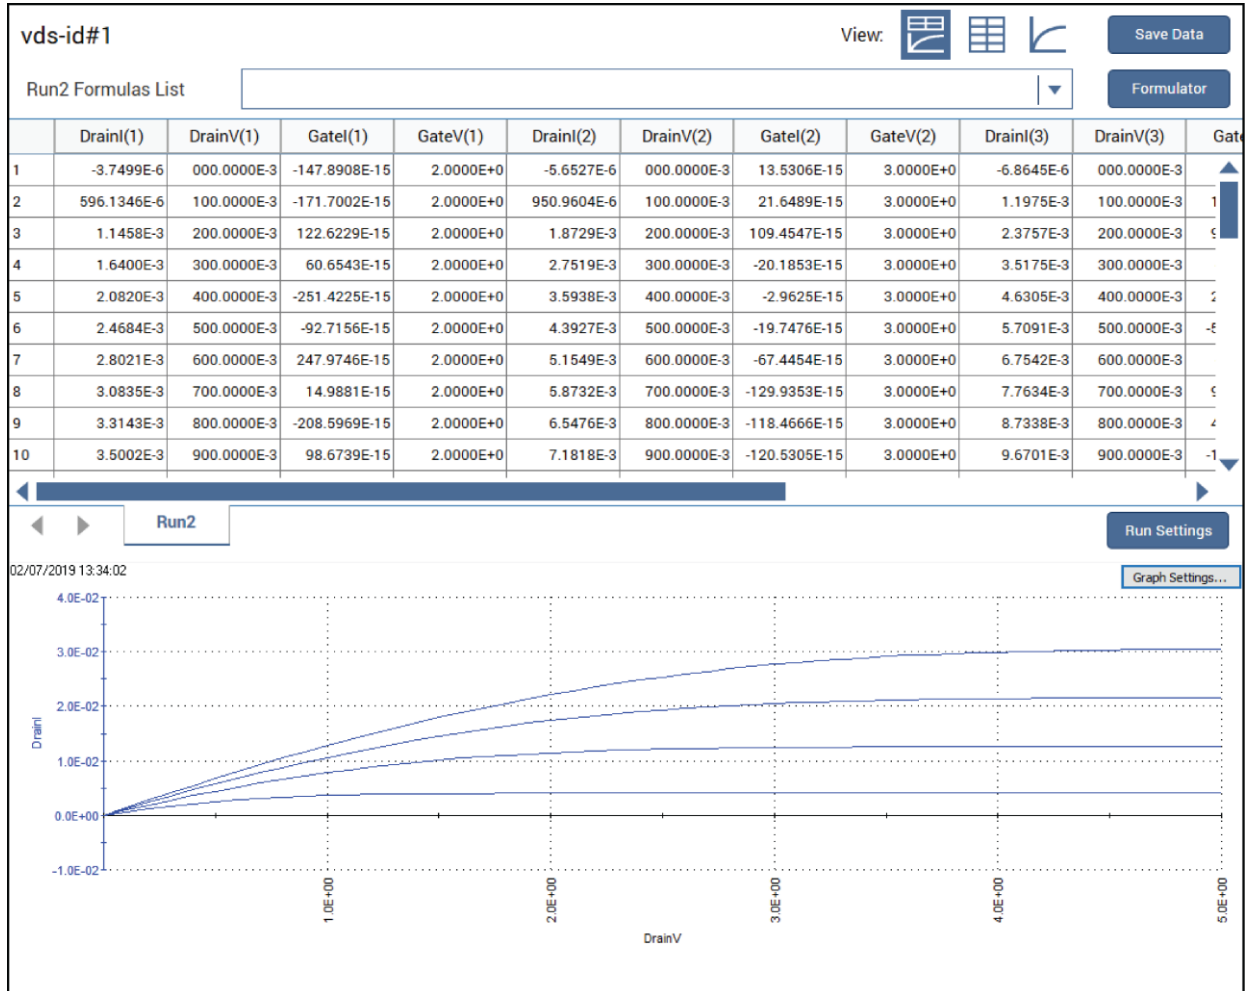 vds-id#1 View: Save Data
Run2 Formulas List Formulator
DrainI(1) DrainV(1) GateI(1) GateV(1) DrainI(2) DrainV(2) GateI(2) GateV(2) DrainI(3) DrainV(3)
1 -3.7499E-6 000.0000E-3 -147.8908E-15 2.0000E+0 -5.6527E-6 000.0000E-3 13.5306E-15 3.0000E+0 -6.8645E-6 000.0000E-3
2 596.1346E-6 100.0000E-3 -171.7002E-15 2.0000E+0 950.9604E-6 100.0000E-3 21.6489E-15 3.0000E+0 1.1975E-3 100.0000E-3
3 1.1458E-3 200.0000E-3 122.6229E-15 2.0000E+0 1.8729E-3 200.0000E-3 109.4547E-15 3.0000E+0 2.3757E-3 200.0000E-3
4 1.6400E-3 300.0000E-3 60.6543E-15 2.0000E+0 2.7519E-3 300.0000E-3 -20.1853E-15 3.0000E+0 3.5175E-3 300.0000E-3
5 2.0820E-3 400.0000E-3 -251.4225E-15 2.0000E+0 3.5938E-3 400.0000E-3 -2.9625E-15 3.0000E+0 4.6305E-3 400.0000E-3
6 2.4684E-3 500.0000E-3 -92.7156E-15 2.0000E+0 4.3927E-3 500.0000E-3 -19.7476E-15 3.0000E+0 5.7091E-3 500.0000E-3
7 2.8021E-3 600.0000E-3 247.9746E-15 2.0000E+0 5.1549E-3 600.0000E-3 -67.4454E-15 3.0000E+0 6.7542E-3 600.0000E-3
8 3.0835E-3 700.0000E-3 14.9881E-15 2.0000E+0 5.8732E-3 700.0000E-3 -129.9353E-15 3.0000E+0 7.7634E-3 700.0000E-3
9 3.3143E-3 800.0000E-3 -208.5969E-15 2.0000E+0 6.5476E-3 800.0000E-3 -118.4666E-15 3.0000E+0 8.7338E-3 800.0000E-3
10 3.5002E-3 900.0000E-3 98.6739E-15 2.0000E+0 7.1818E-3 900.0000E-3 -120.5305E-15 3.0000E+0 9.6701E-3 900.0000E-3
Run2 Run Settings
02/07/2019 13:34:02 Graph Settings...
4.0E-02
3.0E-02
2.0E-02
DrainI
1.0E-02
0.0E+00
-1.0E-02
1.0E+00 2.0E+00 3.0E+00 4.0E+00 5.0E+00
DrainV